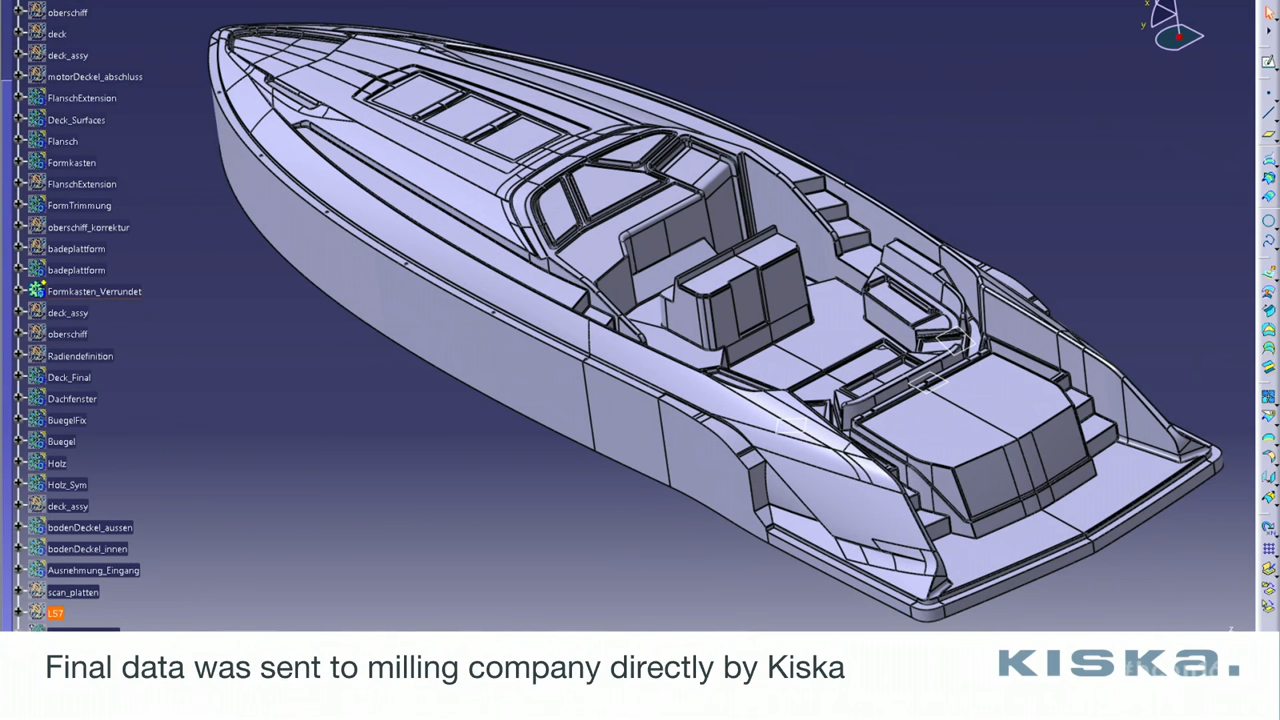 x
y
oberschiff
deck
deck_assy
motorDeckel_abschluss
FlanschExtension
Deck_Surfaces
Flansch
Formkasten
FlanschExtension
FormTrimmung
oberschiff_korrektur
badeplattform
badeplattform
Formkasten_Verrundet
deck_assy
oberschiff
Radiendefinition
Deck_Final
Dachfenster
BuegelFix
Buegel
Holz
Holz_Sym
deck_assy
bodenDeckel_aussen
bodenDeckel_innen
Ausnehmung_Eingang
scan_platten
L57
z
Final data was sent to milling company directly by Kiska
KISKA.